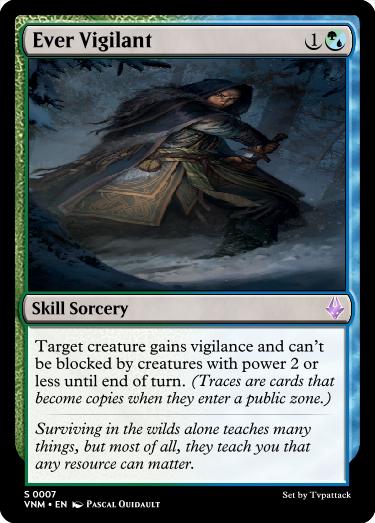 Ever Vigilant 1
Skill Sorcery
Target creature gains vigilance and can't
be blocked by creatures with power 2 or
less until end of turn. (Traces are cards that
become copies when they enter a public zone.)
Surviving in the wilds alone teaches many
things, but most of all, they teach you that
any resource can matter.
S 0007
VNM • EN Pascal Quidault Set by Tvpattack